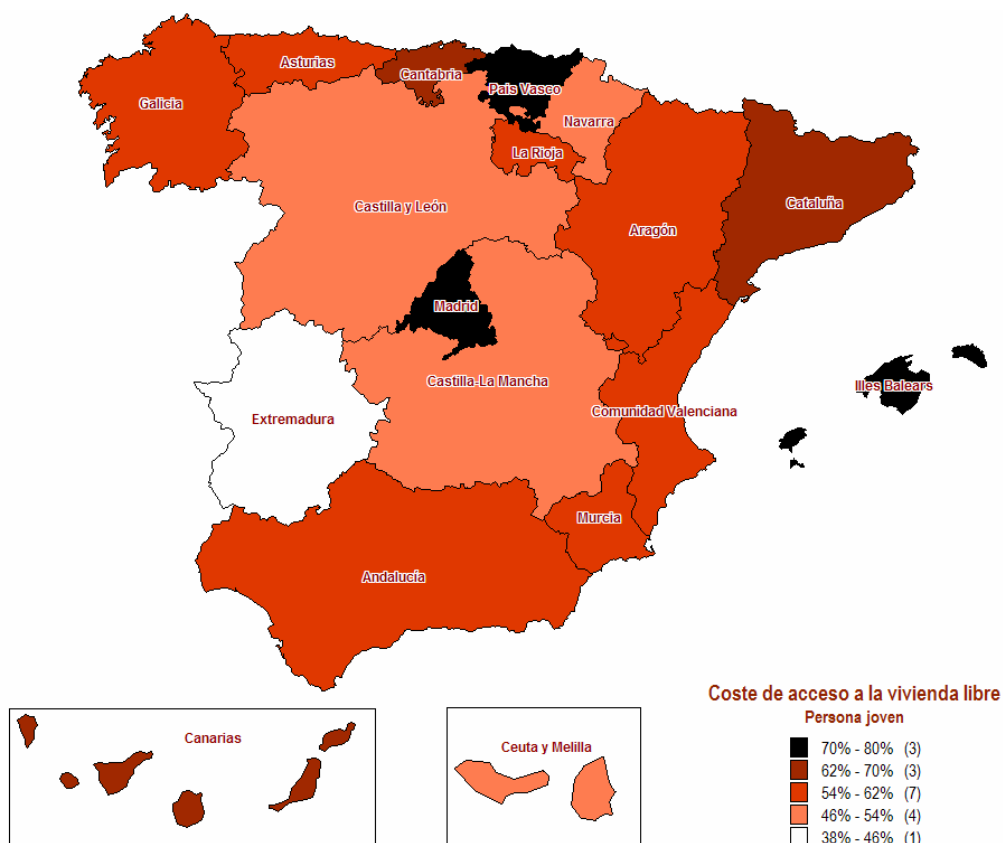 Asturias
Cantabria
País Vasco
Galicia
Navarra
La Rioja
Castilla y León
Cataluña
Aragón
Madrid
Castilla-La Mancha
Illes Balears
Comunidad Valenciana
Extremadura
Murcia
Andalucía
Canarias
Ceuta y Melilla
Coste de acceso a la vivienda libre
Persona joven
70% - 80% (3)
62% - 70% (3)
54% - 62% (7)
46% - 54% (4)
38% - 46% (1)